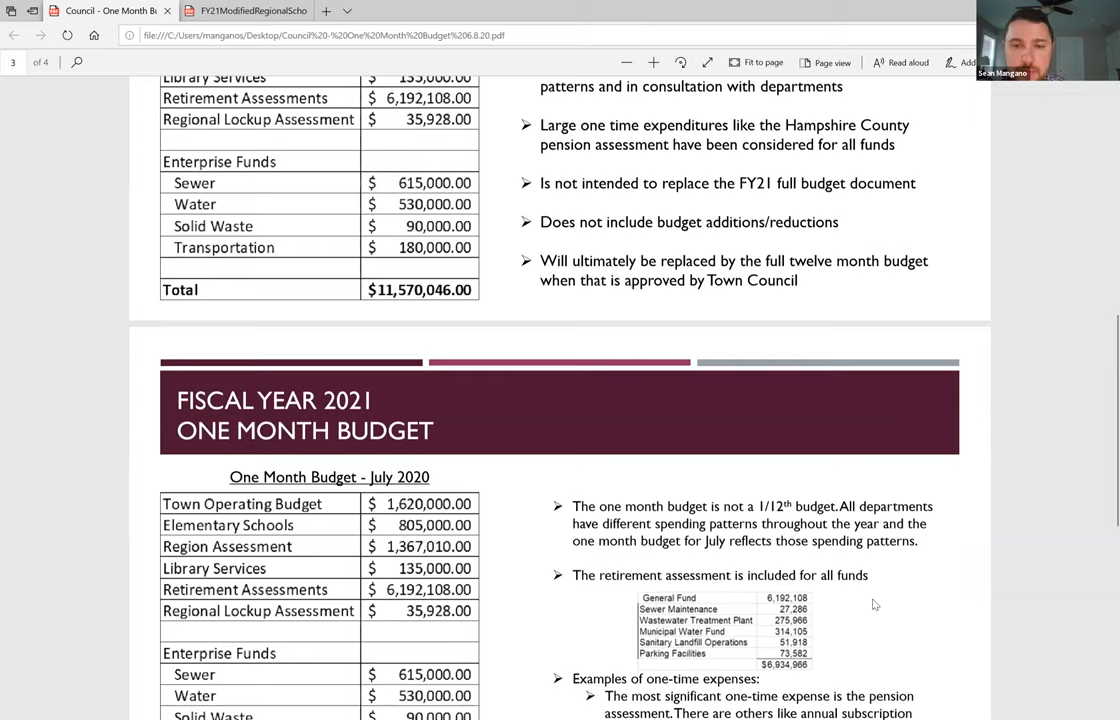 Council - One Month Bu
FY21ModifiedRegionalScho
file:///C:/Users/manganos/Desktop/Council%20-%20One%20Month%20Budget%206.8.20.pdf
3 of 4
Fit to page
Page view
Read aloud
Add
Sean Mangano
Library Services $ 135,000.00
Retirement Assessments $ 6,192,108.00
Regional Lockup Assessment $ 35,928.00
Enterprise Funds
Sewer $ 615,000.00
Water $ 530,000.00
Solid Waste $ 90,000.00
Transportation $ 180,000.00
Total $11,570,046.00
patterns and in consultation with departments
Large one time expenditures like the Hampshire County
pension assessment have been considered for all funds
Is not intended to replace the FY21 full budget document
Does not include budget additions/reductions
Will ultimately be replaced by the full twelve month budget
when that is approved by Town Council
FISCAL YEAR 2021
ONE MONTH BUDGET
One Month Budget - July 2020
Town Operating Budget $ 1,620,000.00
Elementary Schools $ 805,000.00
Region Assessment $ 1,367,010.00
Library Services $ 135,000.00
Retirement Assessments $ 6,192,108.00
Regional Lockup Assessment $ 35,928.00
Enterprise Funds
Sewer $ 615,000.00
Water $ 530,000.00
Solid Waste $ 90,000.00
The one month budget is not a 1/12th budget. All departments
have different spending patterns throughout the year and the
one month budget for July reflects those spending patterns.
The retirement assessment is included for all funds
General Fund 6,192,108
Sewer Maintenance 27,286
Wastewater Treatment Plant 275,966
Municipal Water Fund 314,105
Sanitary Landfill Operations 51,918
Parking Facilities 73,582
$6,934,966
Examples of one-time expenses:
The most significant one-time expense is the pension
assessment. There are others like annual subscription